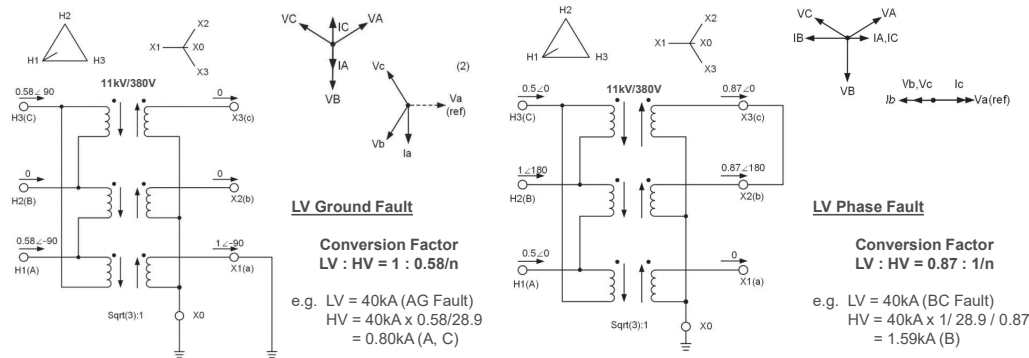 H2
H1
H3
X2
X1
X0
X3
11kV/380V
0.58∠90
H3(C)
0
X3(c)
0
H2(B)
0
X2(b)
0.58∠-90
H1(A)
1∠-90
X1(a)
Sqrt(3):1
X0
VC
IC
VA
IA
VB
(2)
Vc
Va
(ref)
Vb
Ia
LV Ground Fault
Conversion Factor
LV : HV = 1 : 0.58/n
e.g. LV = 40kA (AG Fault)
HV = 40kA x 0.58/28.9
= 0.80kA (A, C)
H2
H1
H3
X2
X1
X0
X3
11kV/380V
0.5∠0
H3(C)
0.87∠0
X3(c)
1∠180
H2(B)
0.87∠180
X2(b)
0.5∠0
H1(A)
0
X1(a)
Sqrt(3):1
X0
VC
VA
IB
IA,IC
VB
Vb,Vc
Ic
Ib
Va(ref)
LV Phase Fault
Conversion Factor
LV : HV = 0.87 : 1/n
e.g. LV = 40kA (BC Fault)
HV = 40kA x 1/ 28.9 / 0.87
= 1.59kA (B)